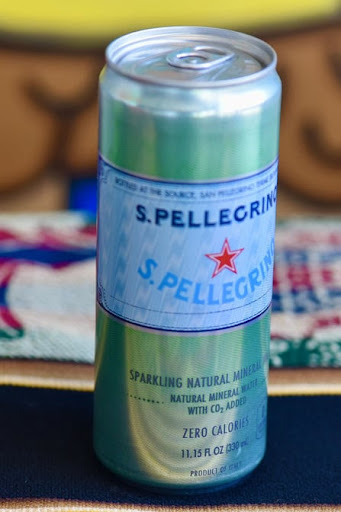 BOTTLED AT THE SOURCE, SAN PELLEGRINO TERME
S.PELLEGRINO
S.PELLEGRINO
SPARKLING NATURAL MINERAL
NATURAL MINERAL WATER
WITH CO2 ADDED
ZERO CALORIES
11.15 FL OZ (330
PRODUCT OF ITALY